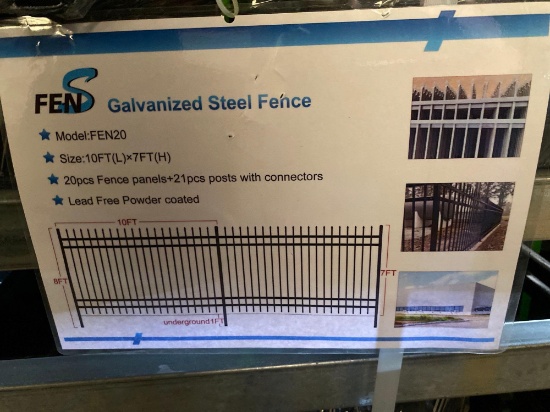 FENS
Galvanized Steel Fence
Model:FEN20
Size:10FT(L)×7FT(H)
20pcs Fence panels+21pcs posts with connectors
Lead Free Powder coated
10FT
8FT
7FT
underground1FT